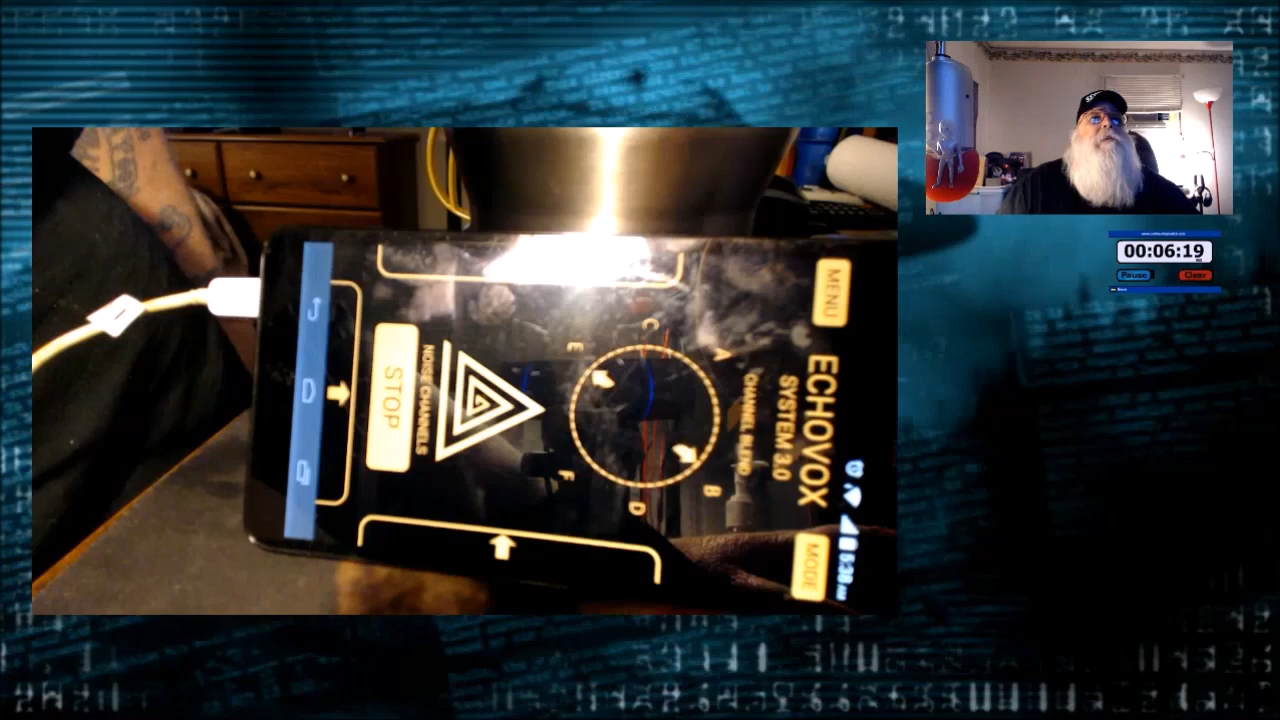 MENU
MODE
ECHOVOX
SYSTEM 3.0
CHANNEL BLEND
A
B
C
D
E
F
NOISE CHANNELS
STOP
00:06:19
Pause
Clear